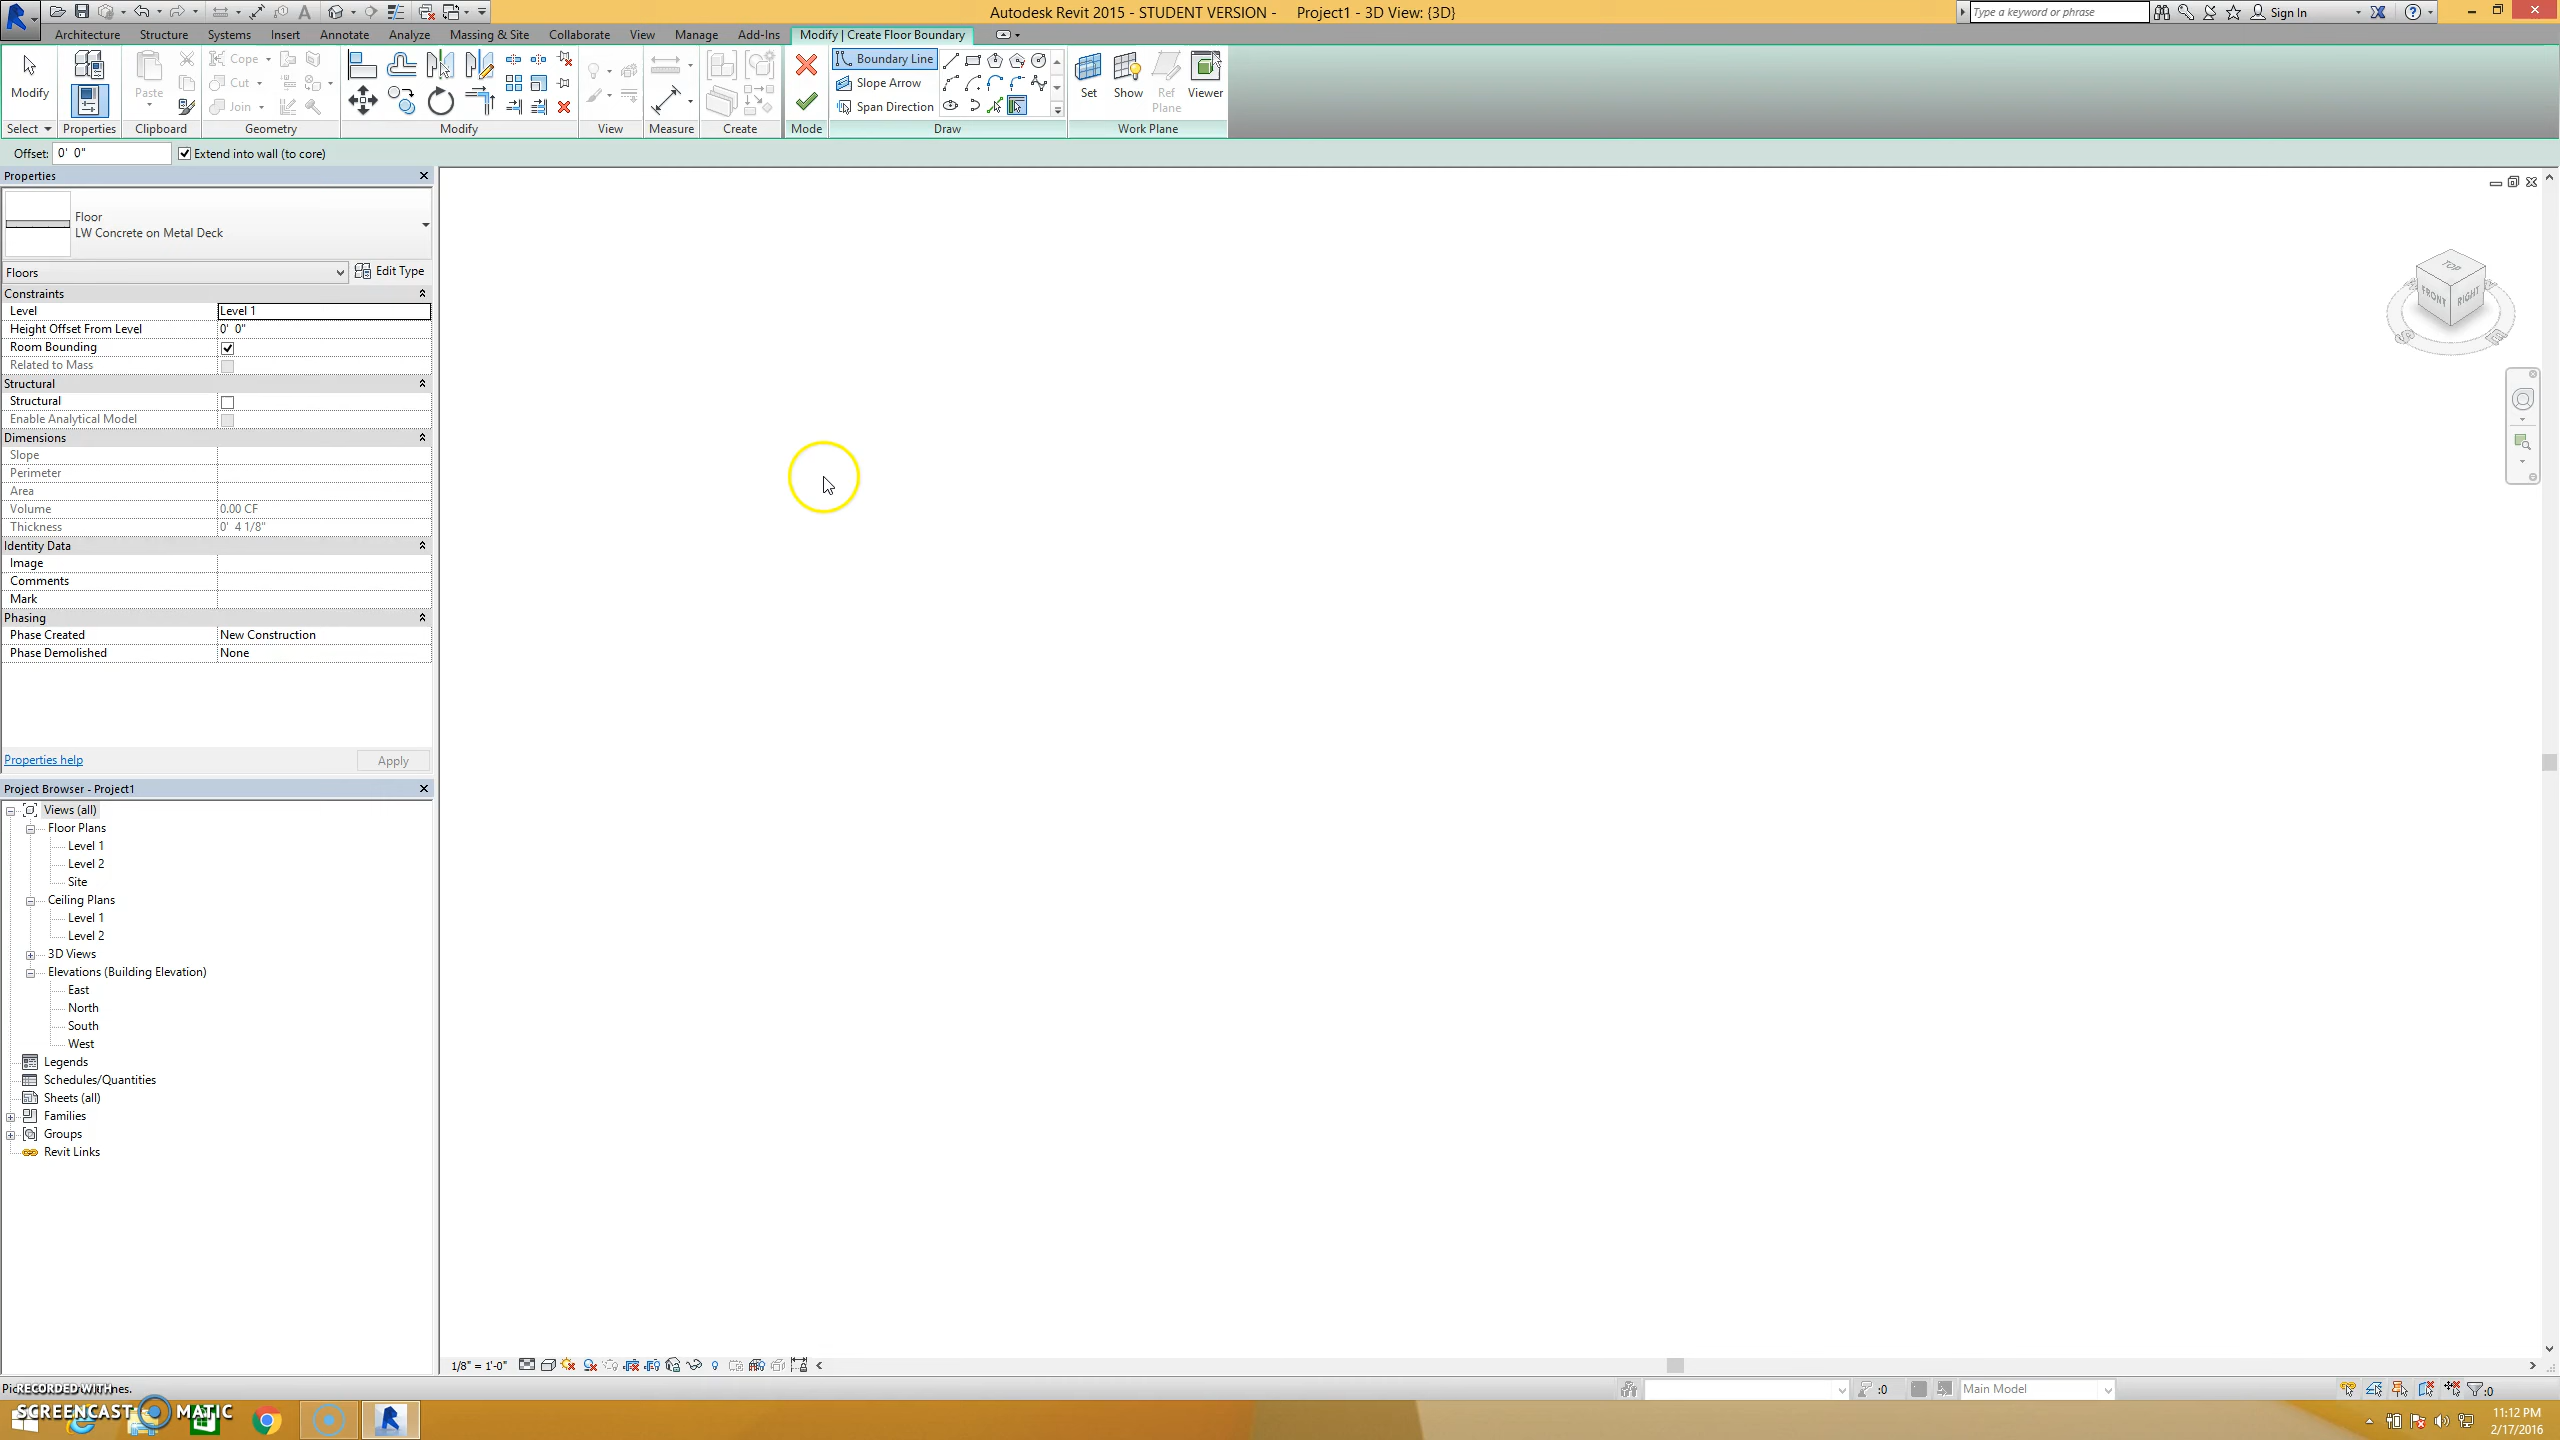 Autodesk Revit 2015 - STUDENT VERSION - Project1 - 3D View: {3D}
Type a keyword or phrase
Sign In
Architecture Structure Systems Insert Annotate Analyze Massing & Site Collaborate View Manage Add-Ins Modify | Create Floor Boundary
Modify
Paste
Cope
Cut
Join
Boundary Line
Slope Arrow
Span Direction
Set Show Ref Plane Viewer
Select Properties Clipboard Geometry Modify View Measure Create Mode Draw Work Plane
Offset: 0' 0" Extend into wall (to core)
Properties
Floor
LW Concrete on Metal Deck
Floors Edit Type
Constraints
Level Level 1
Height Offset From Level 0' 0"
Room Bounding
Related to Mass
Structural
Structural
Enable Analytical Model
Dimensions
Slope
Perimeter
Area
Volume 0.00 CF
Thickness 0' 4 1/8"
Identity Data
Image
Comments
Mark
Phasing
Phase Created New Construction
Phase Demolished None
Properties help Apply
Project Browser - Project1
Views (all)
Floor Plans
Level 1
Level 2
Site
Ceiling Plans
Level 1
Level 2
3D Views
Elevations (Building Elevation)
East
North
South
West
Legends
Schedules/Quantities
Sheets (all)
Families
Groups
Revit Links
TOP
FRONT
RIGHT
1/8" = 1'-0"
RECORDED WITH
:0
Main Model
:0
SCREENCAST MATIC
11:12 PM
2/17/2016